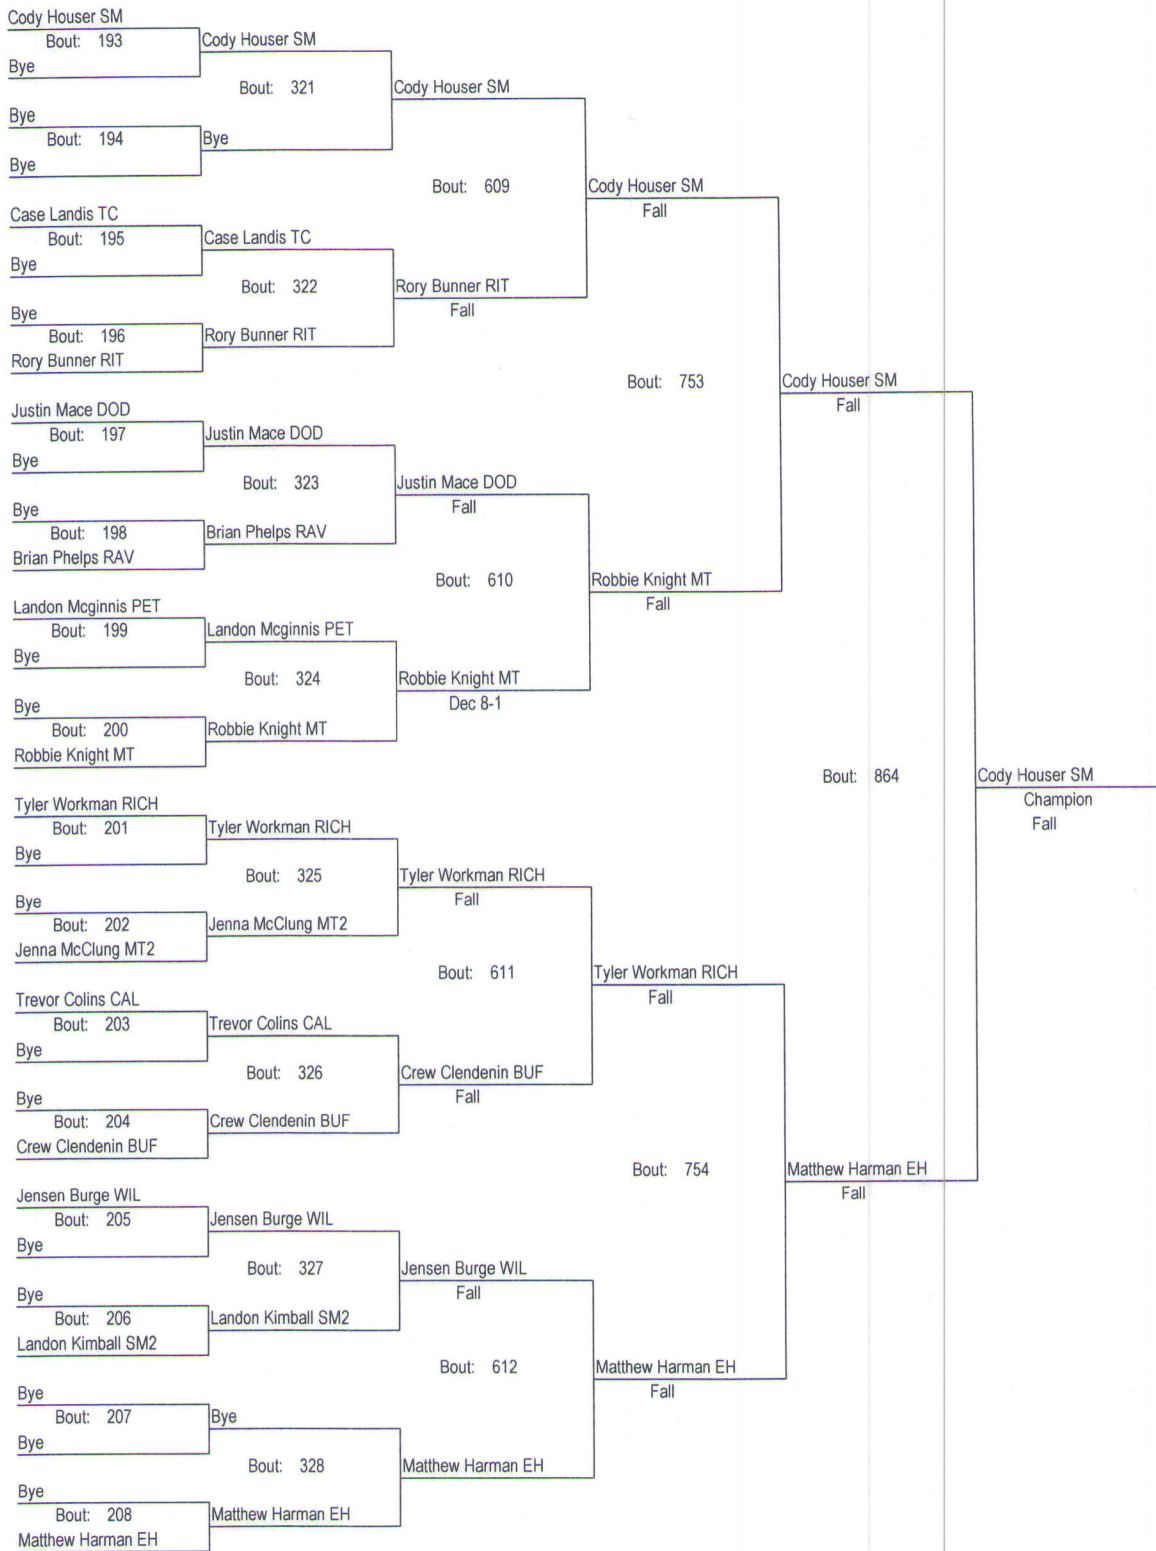 Cody Houser SM
Bout: 193
Bye
Cody Houser SM
Bout: 321
Bye
Bout: 194
Bye
Bye
Cody Houser SM
Bout: 609
Case Landis TC
Bout: 195
Bye
Case Landis TC
Bout: 322
Bye
Bout: 196
Rory Bunner RIT
Rory Bunner RIT
Rory Bunner RIT
Fall
Cody Houser SM
Fall
Bout: 753
Justin Mace DOD
Bout: 197
Bye
Justin Mace DOD
Bout: 323
Bye
Bout: 198
Brian Phelps RAV
Brian Phelps RAV
Justin Mace DOD
Fall
Bout: 610
Landon Mcginnis PET
Bout: 199
Bye
Landon Mcginnis PET
Bout: 324
Bye
Bout: 200
Robbie Knight MT
Robbie Knight MT
Robbie Knight MT
Dec 8-1
Robbie Knight MT
Fall
Cody Houser SM
Fall
Bout: 864
Cody Houser SM
Champion
Fall
Tyler Workman RICH
Bout: 201
Bye
Tyler Workman RICH
Bout: 325
Bye
Bout: 202
Jenna McClung MT2
Jenna McClung MT2
Tyler Workman RICH
Fall
Bout: 611
Trevor Colins CAL
Bout: 203
Bye
Trevor Colins CAL
Bout: 326
Bye
Bout: 204
Crew Clendenin BUF
Crew Clendenin BUF
Crew Clendenin BUF
Fall
Tyler Workman RICH
Fall
Bout: 754
Jensen Burge WIL
Bout: 205
Bye
Jensen Burge WIL
Bout: 327
Bye
Bout: 206
Landon Kimball SM2
Landon Kimball SM2
Jensen Burge WIL
Fall
Bout: 612
Bye
Bout: 207
Bye
Bye
Bout: 328
Bye
Bout: 208
Matthew Harman EH
Matthew Harman EH
Matthew Harman EH
Matthew Harman EH
Fall
Matthew Harman EH
Fall